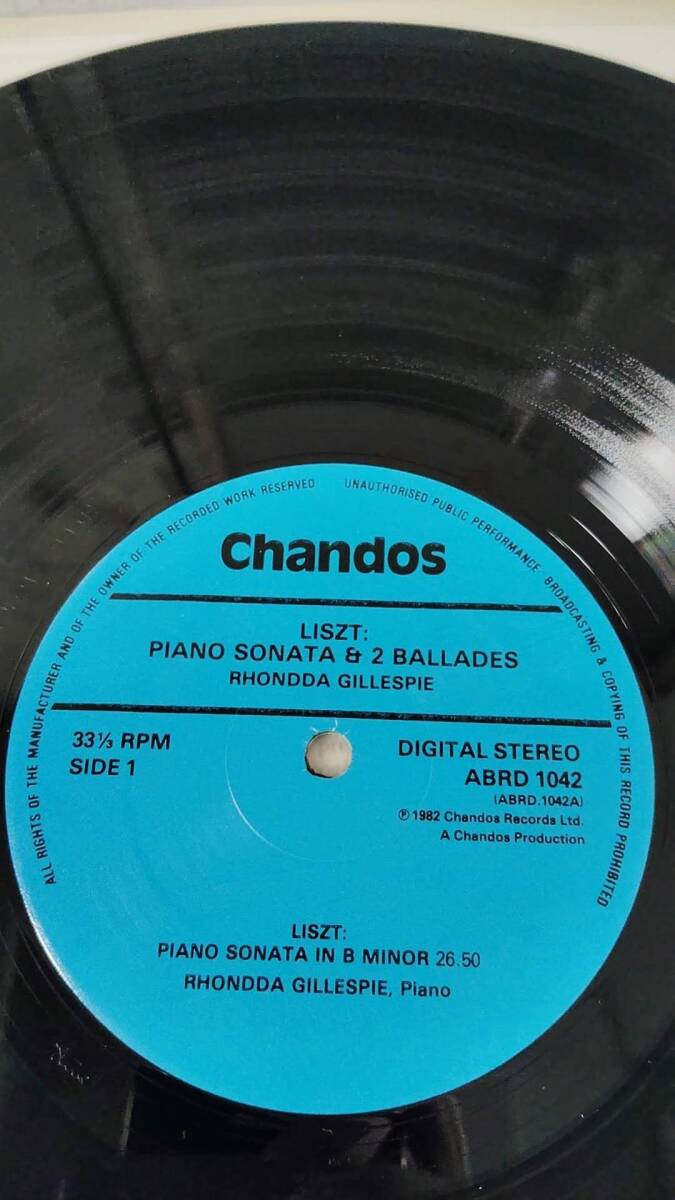 ALL RIGHTS OF THE MANUFACTURER AND OF THE OWNER OF THE RECORDED WORK RESERVED
UNAUTHORISED PUBLIC PERFORMANCE · BROADCASTING & COPYING OF THIS RECORD PROHIBITED
Chandos
LISZT:
PIANO SONATA & 2 BALLADES
RHONDDA GILLESPIE
33⅓ RPM
SIDE 1
DIGITAL STEREO
ABRD 1042
(ABRD.1042A)
℗ 1982 Chandos Records Ltd.
A Chandos Production
LISZT:
PIANO SONATA IN B MINOR 26.50
RHONDDA GILLESPIE, Piano